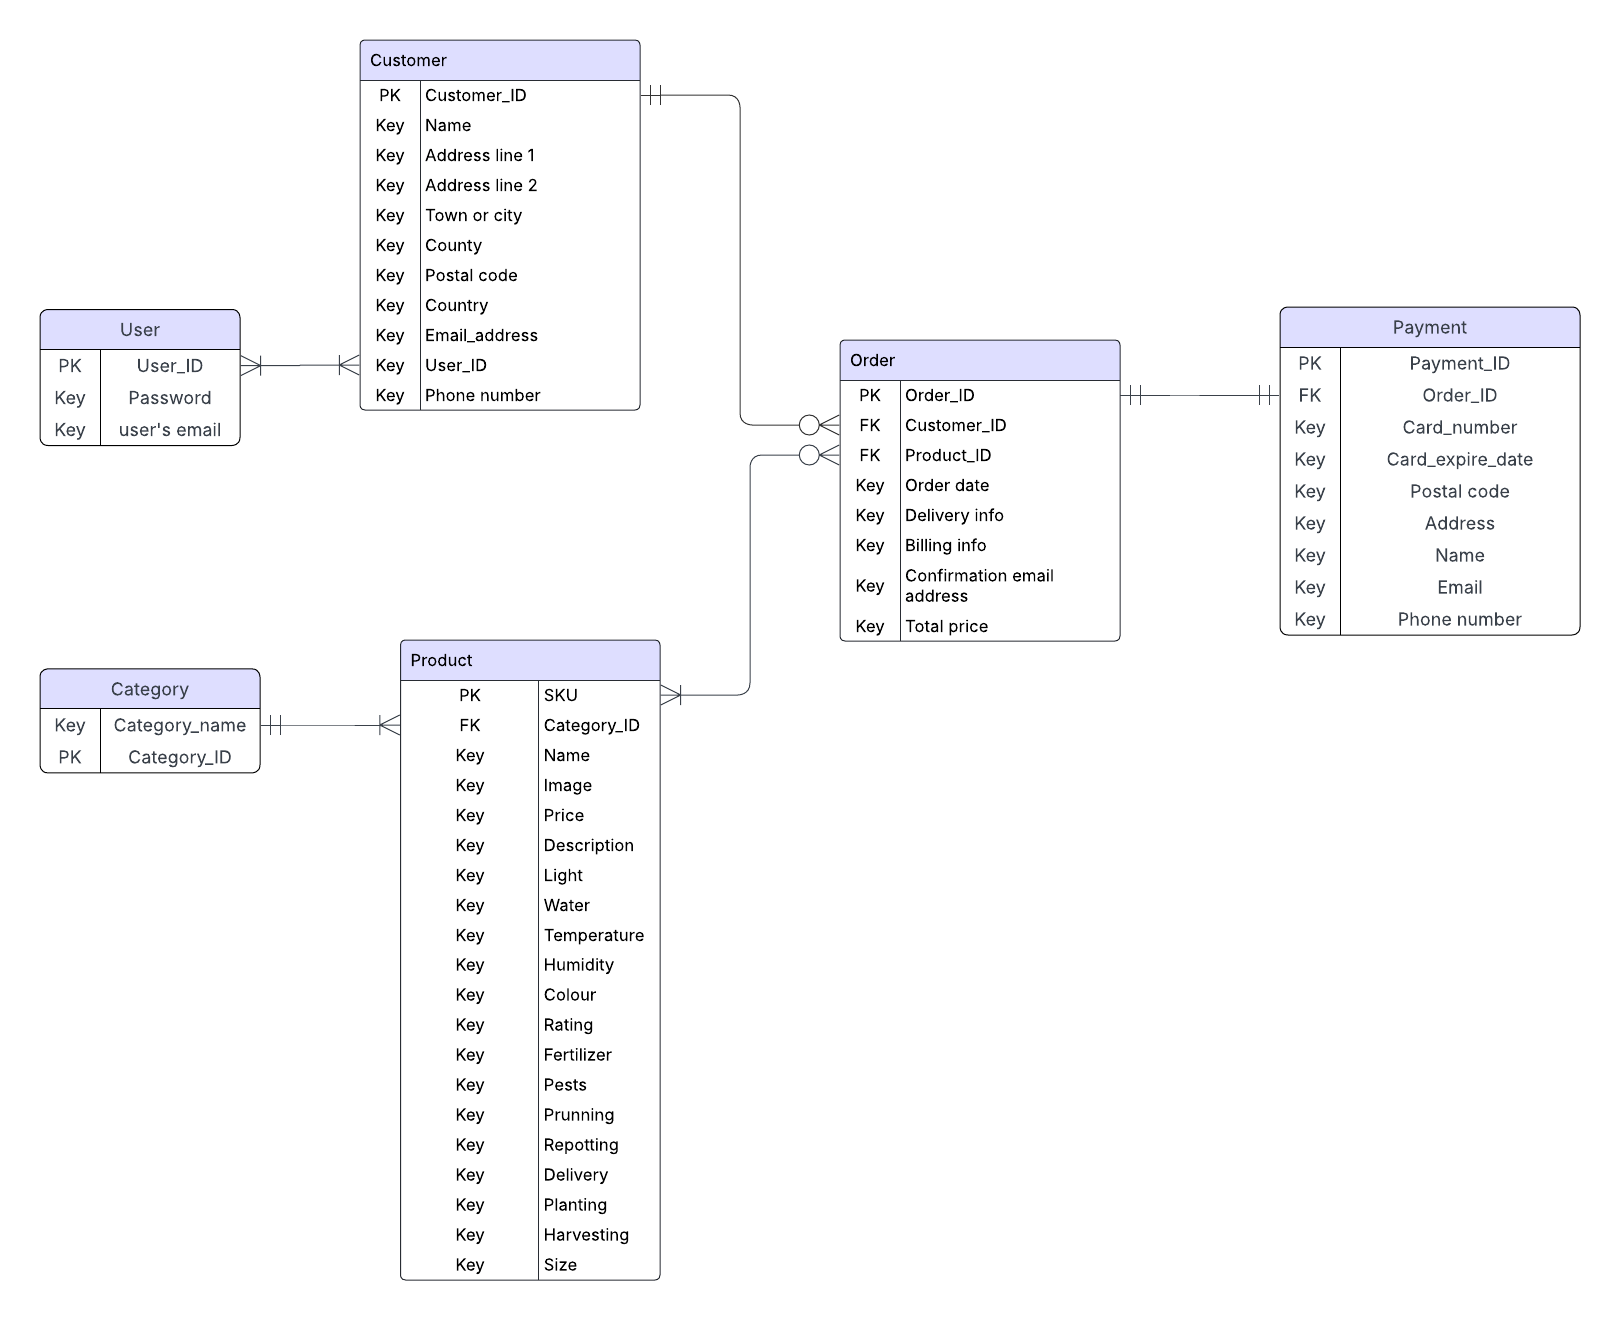 Customer
PK Customer_ID
Key Name
Key Address line 1
Key Address line 2
Key Town or city
Key County
Key Postal code
Key Country
Key Email_address
Key User_ID
Key Phone number
User
PK User_ID
Key Password
Key user's email
Order
PK Order_ID
FK Customer_ID
FK Product_ID
Key Order date
Key Delivery info
Key Billing info
Key Confirmation email
address
Key Total price
Payment
PK Payment_ID
FK Order_ID
Key Card_number
Key Card_expire_date
Key Postal code
Key Address
Key Name
Key Email
Key Phone number
Category
Key Category_name
PK Category_ID
Product
PK SKU
FK Category_ID
Key Name
Key Image
Key Price
Key Description
Key Light
Key Water
Key Temperature
Key Humidity
Key Colour
Key Rating
Key Fertilizer
Key Pests
Key Prunning
Key Repotting
Key Delivery
Key Planting
Key Harvesting
Key Size